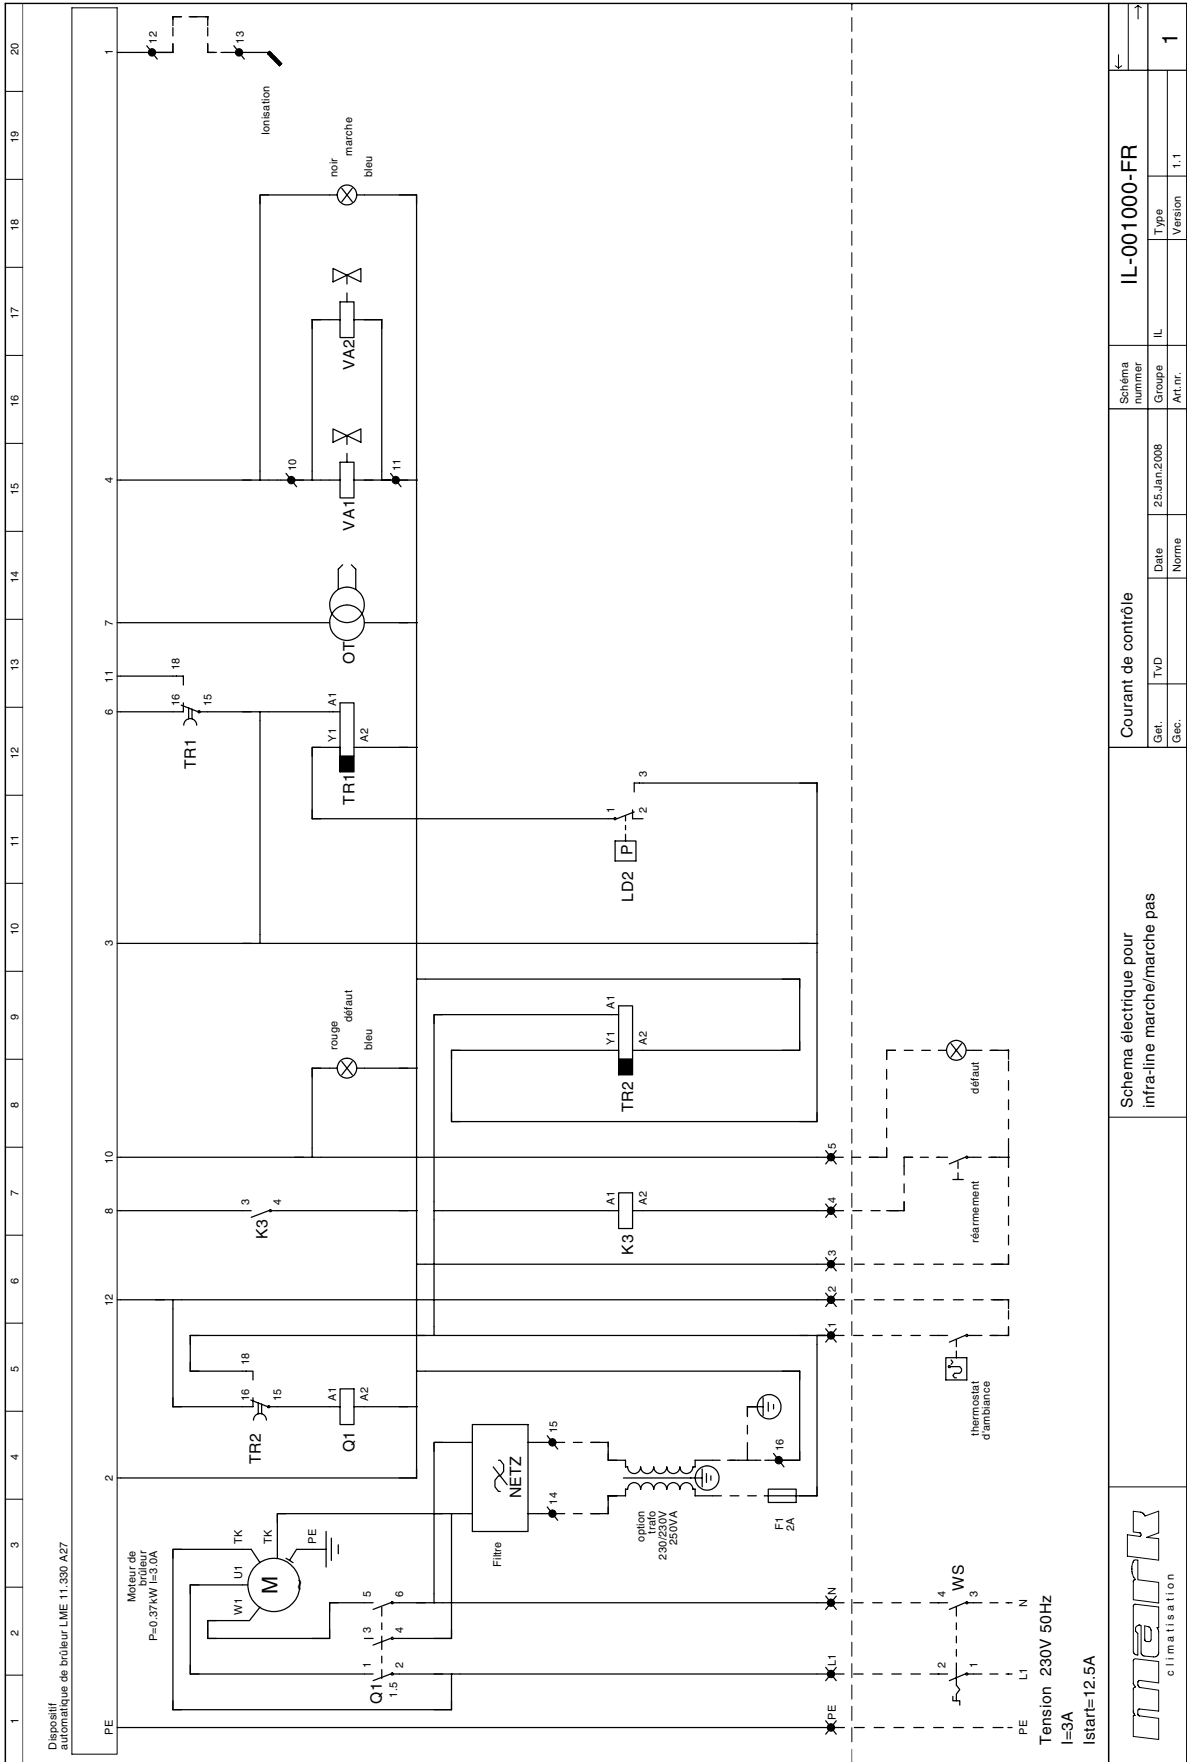 1 2 3 4 5 6 7 8 9 10 11 12 13 14 15 16 17 18 19 20
Dispositif
automatique de brûleur LME 11.330 A27
PE 2 12 8 10 3 6 11 7 4 1
Moteur de
brûleur
P=0.37kW I=3.0A
W1 U1 TK
TK
PE
M
Q1
1.5
1 3 5
2 4 6
TR2
16 18
15
Q1
A1
A2
K3
3
4
rouge
défaut
bleu
TR1
16 18
15
TR1
Y1 A1
A2
OT
VA1
10
11
VA2
noir
marche
bleu
12
13
Ionisation
Filtre
NETZ
14 15
option
trafo
230/230V
250VA
F1
2A
16
K3
A1
A2
TR2
Y1 A1
A2
LD2
P
1
2 3
PE L1 N 1 2 3 4 5
WS
2 4
1 3
thermostat
d'ambiance
réarmement
défaut
PE L1 N
Tension 230V 50Hz
I=3A
Istart=12.5A
mark
climatisation
Schema électrique pour
infra-line marche/marche pas
Courant de contrôle
Get. TvD Date 25.Jan.2008
Gec. Norme
Schéma
nummer
IL-001000-FR
Groupe IL Type
Art.nr. Version 1.1
← →
1